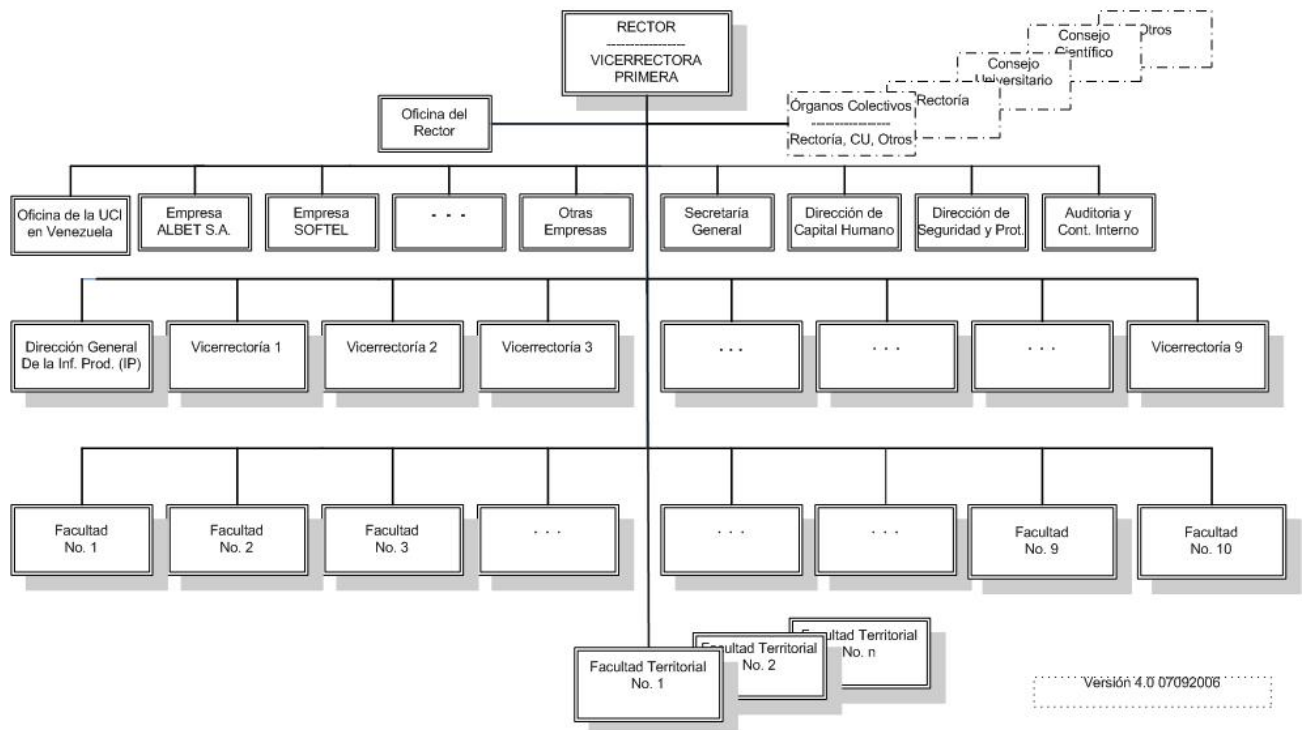 RECTOR
------------------
VICERRECTORA
PRIMERA
Otros
Consejo
Científico
Consejo
Universitario
Rectoría
Órganos Colectivos
------------------
Rectoría, CU, Otros
Oficina del
Rector
Oficina de la UCI
en Venezuela
Empresa
ALBET S.A.
Empresa
SOFTEL
- - -
Otras
Empresas
Secretaría
General
Dirección de
Capital Humano
Dirección de
Seguridad y Prot.
Auditoria y
Cont. Interno
Dirección General
De la Inf. Prod. (IP)
Vicerrectoría 1
Vicerrectoría 2
Vicerrectoría 3
. . .
. . .
. . .
Vicerrectoría 9
Facultad
No. 1
Facultad
No. 2
Facultad
No. 3
. . .
. . .
. . .
Facultad
No. 9
Facultad
No. 10
Facultad Territorial
No. 1
Facultad Territorial
No. 2
Facultad Territorial
No. n
Versión 4.0 07092006